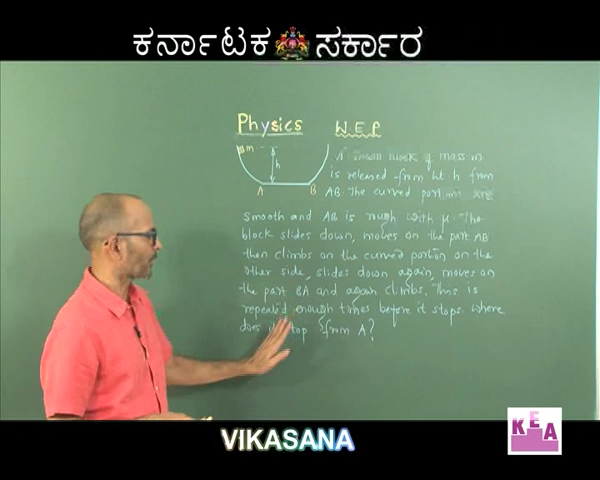 ಕರ್ನಾಟಕ ಸರ್ಕಾರ
Physics W.E.P
m
h
A B
A small block of mass m
is released from ht h from
AB. The curved portions are
smooth and AB is rough with μ. The
block slides down, moves on the part AB
then climbs on the curved portion on the
other side, slides down again, moves on
the part BA and again climbs. This is
repeated enough times before it stops. Where
does it stop from A?
VIKASANA
KEA